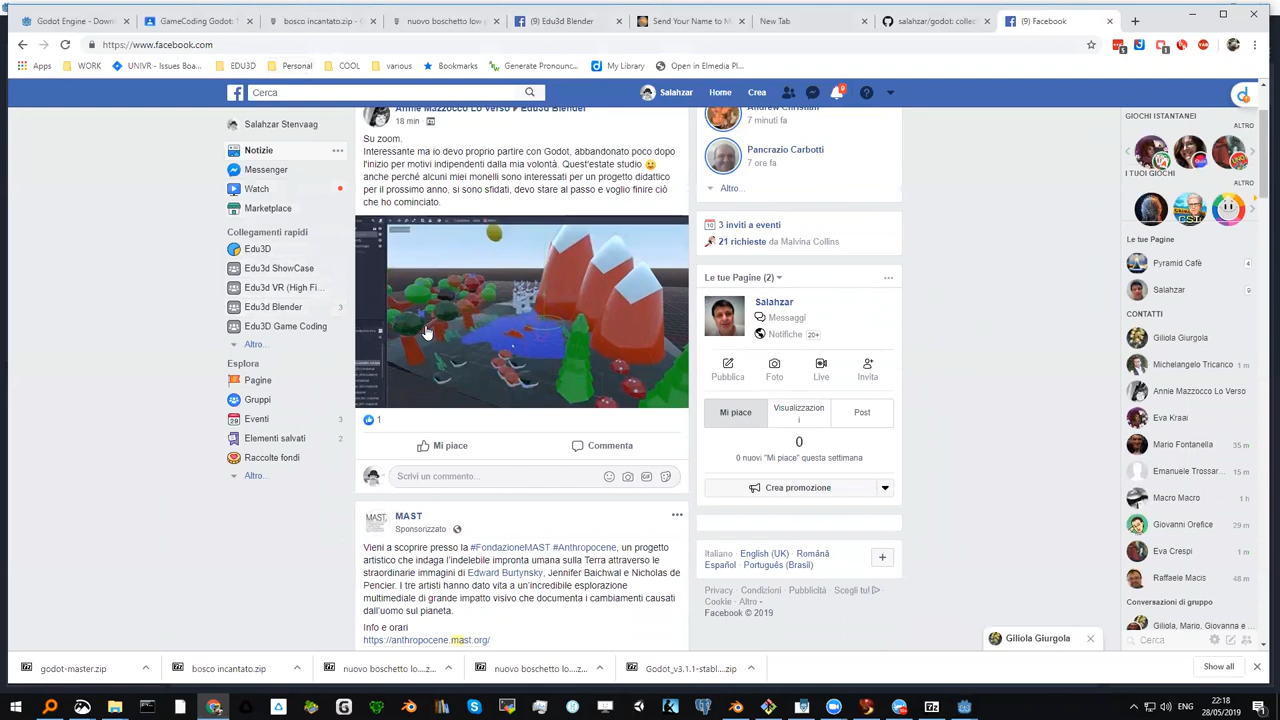 Godot Engine - Down
GameCoding Godot:
bosco incantato.zip -
nuovo boschetto low
(9) Edu3d Blender
Send Your Name to M
New Tab
salahzar/godot: collec
(9) Facebook
https://www.facebook.com
Apps
WORK
UNIVR - Issues Boa...
EDU3D
Personal
COOL
various
Bookmarks
Generate Pronounc...
My Library
Open in Elmedia Pl...
Cerca
Salahzar
Home
Crea
Salahzar Stenvaag
Notizie
Messenger
Watch
Marketplace
Collegamenti rapidi
Edu3D
Edu3d ShowCase
Edu3d VR (High Fi...
Edu3d Blender 3
Edu3D Game Coding
Altro...
Esplora
Pagine
Gruppi
Eventi 3
Elementi salvati 2
Raccolte fondi
Altro...
Annie Mazzocco Lo Verso ▸ Edu3d Blender
18 min
Su zoom.
Interessante ma io devo proprio partire con Godot, abbandonato poco dopo
l'inizio per motivi indipendenti dalla mia volontà. Quest'estate studio
anche perché alcuni miei monelli sono interessati per un progetto didattico
per il prossimo anno, si sono sfidati, devo stare al passo e voglio finire ciò
che ho cominciato.
1
Mi piace
Commenta
Scrivi un commento...
MAST
Sponsorizzato
Vieni a scoprire presso la #FondazioneMAST #Anthropocene, un progetto
artistico che indaga l'indelebile impronta umana sulla Terra attraverso le
straordinarie immagini di Edward Burtynsky, Jennifer Baichwal e Nicholas de
Pencier. I tre artisti hanno dato vita a un'incredibile esplorazione
multimediale di grande impatto visivo che documenta i cambiamenti causati
dall'uomo sul pianeta.
Info e orari
https://anthropocene.mast.org/
Andrew Christian
7 minuti fa
Pancrazio Carbotti
7 ore fa
Altro...
3 inviti a eventi
21 richieste da Malvina Collins
Le tue Pagine (2)
Salahzar
Messaggi
Notifiche 20+
Pubblica
Foto
Live
Invita
Mi piace
Visualizzazion
i
Post
0
0 nuovi "Mi piace" questa settimana
Crea promozione
Italiano · English (UK) · Română
Español · Português (Brasil)
Privacy · Condizioni · Pubblicità · Scegli tu!
Cookie · Altro
Facebook © 2019
GIOCHI ISTANTANEI
ALTRO
I TUOI GIOCHI
ALTRO
Le tue Pagine
Pyramid Cafè 4
Salahzar 9
CONTATTI
Giliola Giurgola
Michelangelo Tricanco 1 m
Annie Mazzocco Lo Verso
Eva Kraai
Mario Fontanella 35 m
Emanuele Trossar... 15 m
Macro Macro 1 h
Giovanni Orefice 29 m
Eva Crespi 1 m
Raffaele Macis 48 m
Conversazioni di gruppo
Giliola, Mario, Giovanna e
Cerca
Giliola Giurgola
godot-master.zip
bosco incantato.zip
nuovo boschetto lo....z...
nuovo boschetto lo....z...
Godot_v3.1.1-stabl....zip
Show all
ENG
22:18
28/05/2019